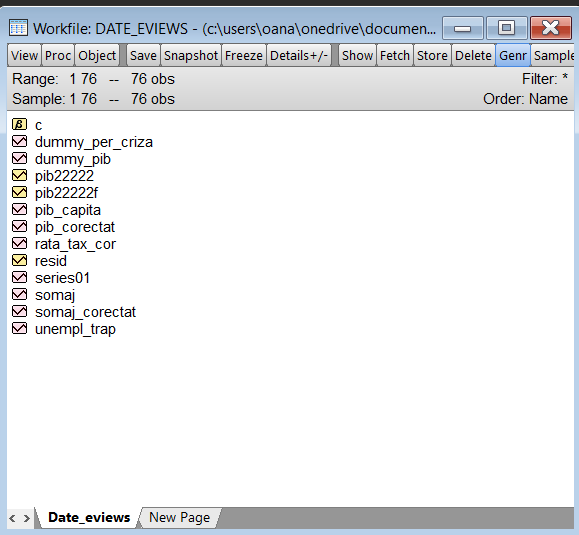 Workfile: DATE_EVIEWS - (c:\users\oana\onedrive\documen...
View Proc Object Save Snapshot Freeze Details+/- Show Fetch Store Delete Genr Sample
Range: 1 76 -- 76 obs Filter: *
Sample: 1 76 -- 76 obs Order: Name
β c
dummy_per_criza
dummy_pib
pib22222
pib22222f
pib_capita
pib_corectat
rata_tax_cor
resid
series01
somaj
somaj_corectat
unempl_trap
< > Date_eviews New Page